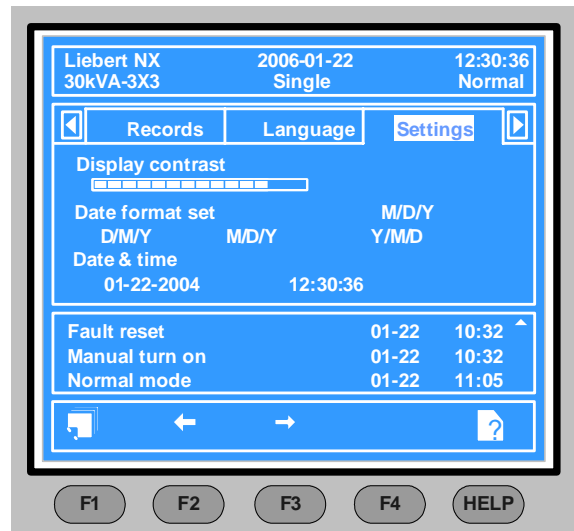 Liebert NX 2006-01-22 12:30:36
30kVA-3X3 Single Normal
Records Language Settings
Display contrast
Date format set M/D/Y
D/M/Y M/D/Y Y/M/D
Date & time
01-22-2004 12:30:36
Fault reset 01-22 10:32
Manual turn on 01-22 10:32
Normal mode 01-22 11:05
?
F1 F2 F3 F4 HELP